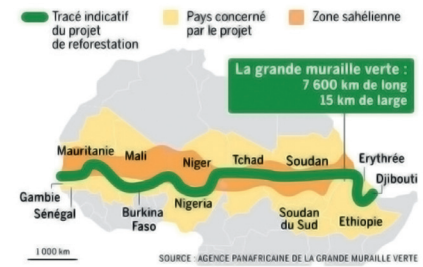 Tracé indicatif
du projet
de reforestation
Pays concerné
par le projet
Zone sahélienne
La grande muraille verte :
7 600 km de long
15 km de large
Mauritanie
Mali
Niger
Tchad
Soudan
Erythrée
Djibouti
Gambie
Sénégal
Burkina
Faso
Nigeria
Soudan
du Sud
Ethiopie
1 000 km
SOURCE : AGENCE PANAFRICAINE DE LA GRANDE MURAILLE VERTE